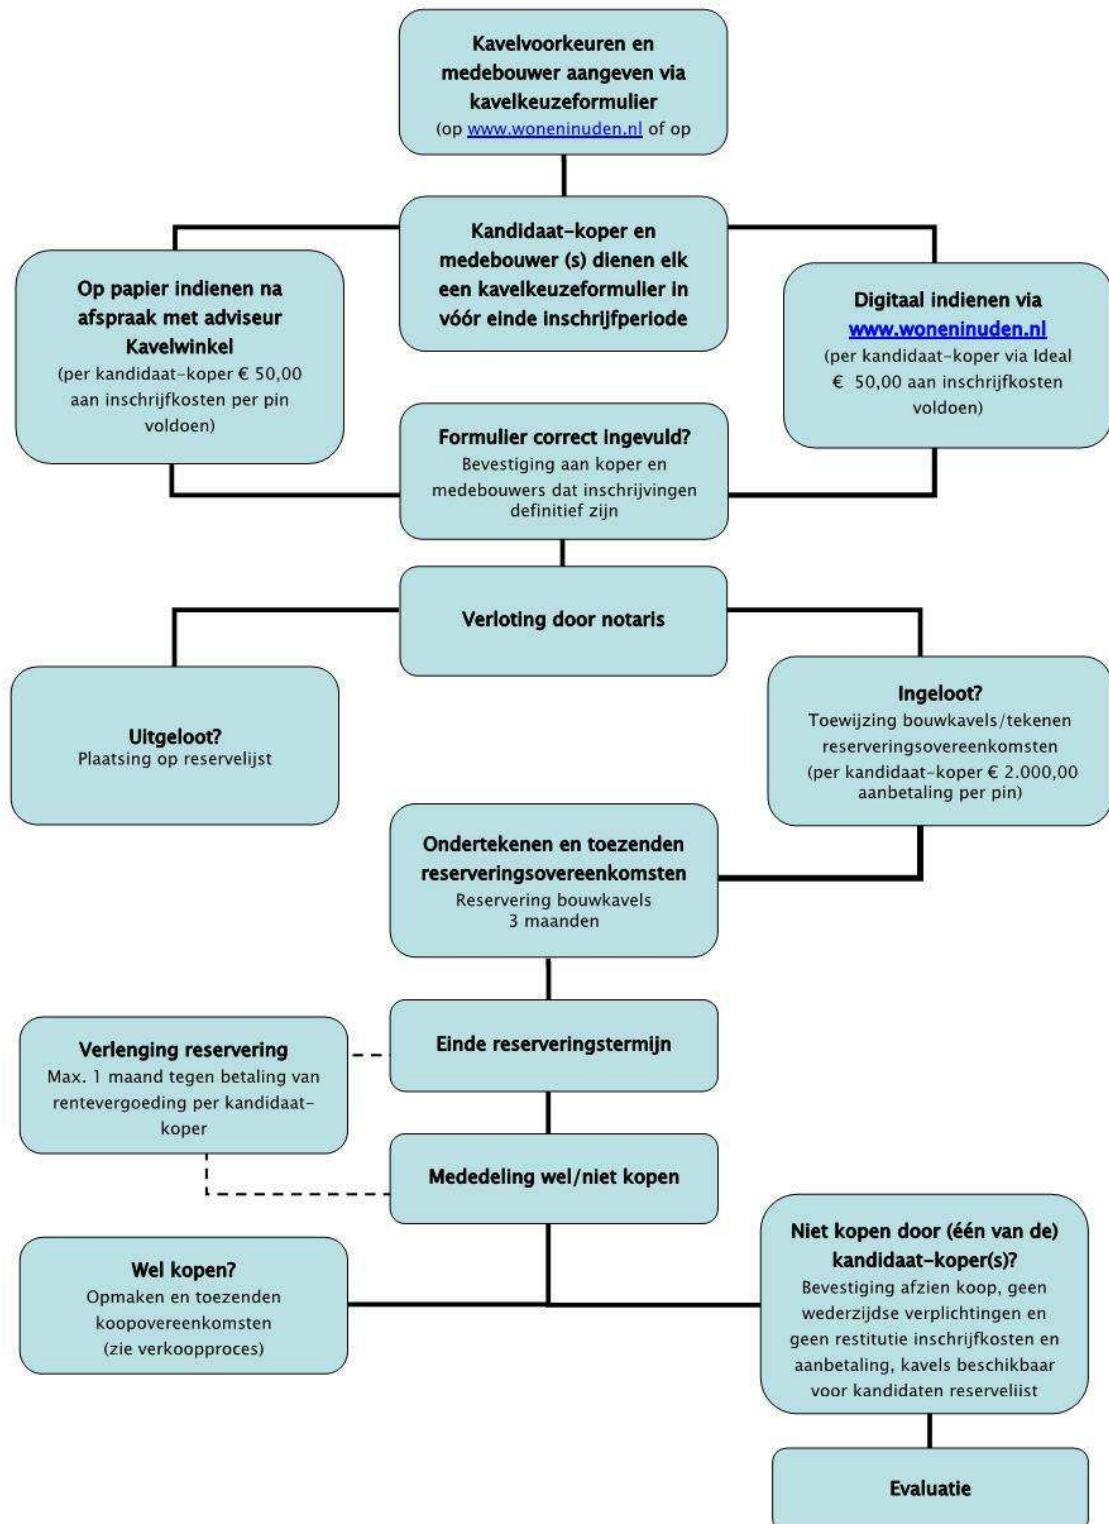 Kavelvoorkeuren en
medebouwer aangeven via
kavelkeuzeformulier
(op www.woneninuden.nl of op
Kandidaat-koper en
medebouwer (s) dienen elk
een kavelkeuzeformulier in
vóór einde inschrijfperiode
Op papier indienen na
afspraak met adviseur
Kavelwinkel
(per kandidaat-koper € 50,00
aan inschrijfkosten per pin
voldoen)
Digitaal indienen via
www.woneninuden.nl
(per kandidaat-koper via Ideal
€ 50,00 aan inschrijfkosten
voldoen)
Formulier correct ingevuld?
Bevestiging aan koper en
medebouwers dat inschrijvingen
definitief zijn
Verloting door notaris
Uitgeloot?
Plaatsing op reservelijst
Ingeloot?
Toewijzing bouwkavels/tekenen
reserveringsovereenkomsten
(per kandidaat-koper € 2.000,00
aanbetaling per pin)
Ondertekenen en toezenden
reserveringsovereenkomsten
Reservering bouwkavels
3 maanden
Einde reserveringstermijn
Verlenging reservering
Max. 1 maand tegen betaling van
rentevergoeding per kandidaat-
koper
Mededeling wel/niet kopen
Wel kopen?
Opmaken en toezenden
koopovereenkomsten
(zie verkoopproces)
Niet kopen door (één van de)
kandidaat-koper(s)?
Bevestiging afzien koop, geen
wederzijdse verplichtingen en
geen restitutie inschrijfkosten en
aanbetaling, kavels beschikbaar
voor kandidaten reservelijst
Evaluatie